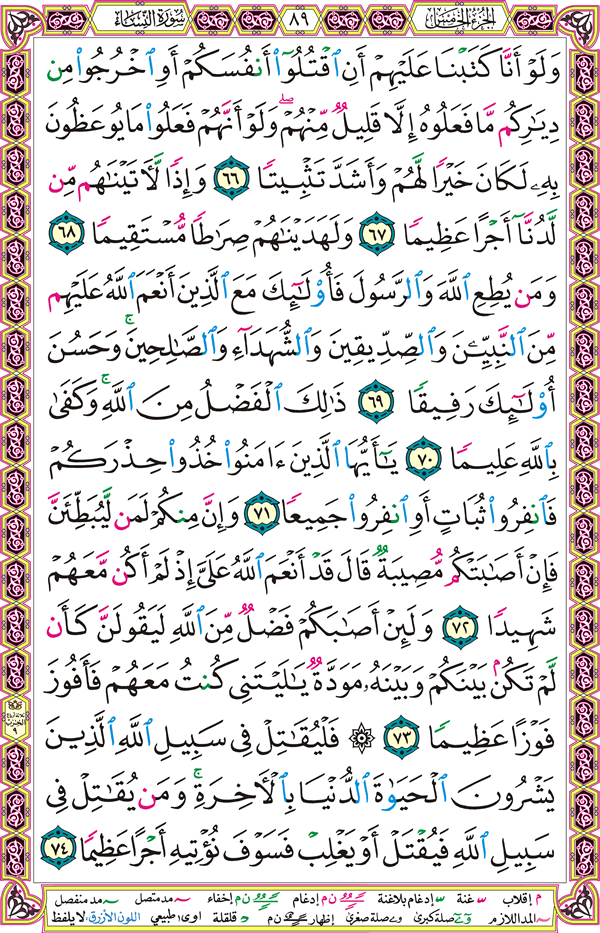 سورة النساء ٨٩ الجزء الخامس
وَلَوْ أَنَّا كَتَبْنَا عَلَيْهِمْ أَنِ ٱقْتُلُوٓا۟ أَنفُسَكُمْ أَوِ ٱخْرُجُوا۟ مِن
دِيَـٰرِكُم مَّا فَعَلُوهُ إِلَّا قَلِيلٌ مِّنْهُمْ ۖ وَلَوْ أَنَّهُمْ فَعَلُوا۟ مَا يُوعَظُونَ
بِهِۦ لَكَانَ خَيْرًا لَّهُمْ وَأَشَدَّ تَثْبِيتًا ٦٦ وَإِذًا لَّـَٔاتَيْنَـٰهُم مِّن
لَّدُنَّآ أَجْرًا عَظِيمًا ٦٧ وَلَهَدَيْنَـٰهُمْ صِرَٰطًا مُّسْتَقِيمًا ٦٨
وَمَن يُطِعِ ٱللَّهَ وَٱلرَّسُولَ فَأُو۟لَـٰٓئِكَ مَعَ ٱلَّذِينَ أَنْعَمَ ٱللَّهُ عَلَيْهِم
مِّنَ ٱلنَّبِيِّـۧنَ وَٱلصِّدِّيقِينَ وَٱلشُّهَدَآءِ وَٱلصَّـٰلِحِينَ ۚ وَحَسُنَ
أُو۟لَـٰٓئِكَ رَفِيقًا ٦٩ ذَٰلِكَ ٱلْفَضْلُ مِنَ ٱللَّهِ ۚ وَكَفَىٰ
بِٱللَّهِ عَلِيمًا ٧٠ يَـٰٓأَيُّهَا ٱلَّذِينَ ءَامَنُوا۟ خُذُوا۟ حِذْرَكُمْ
فَٱنفِرُوا۟ ثُبَاتٍ أَوِ ٱنفِرُوا۟ جَمِيعًا ٧١ وَإِنَّ مِنكُمْ لَمَن لَّيُبَطِّئَنَّ
فَإِنْ أَصَـٰبَتْكُم مُّصِيبَةٌ قَالَ قَدْ أَنْعَمَ ٱللَّهُ عَلَىَّ إِذْ لَمْ أَكُن مَّعَهُمْ
شَهِيدًا ٧٢ وَلَئِنْ أَصَـٰبَكُمْ فَضْلٌ مِّنَ ٱللَّهِ لَيَقُولَنَّ كَأَن
لَّمْ تَكُنۢ بَيْنَكُمْ وَبَيْنَهُۥ مَوَدَّةٌ يَـٰلَيْتَنِى كُنتُ مَعَهُمْ فَأَفُوزَ
فَوْزًا عَظِيمًا ٧٣ ۞ فَلْيُقَـٰتِلْ فِى سَبِيلِ ٱللَّهِ ٱلَّذِينَ
يَشْرُونَ ٱلْحَيَوٰةَ ٱلدُّنْيَا بِٱلْـَٔاخِرَةِ ۚ وَمَن يُقَـٰتِلْ فِى
سَبِيلِ ٱللَّهِ فَيُقْتَلْ أَوْ يَغْلِبْ فَسَوْفَ نُؤْتِيهِ أَجْرًا عَظِيمًا ٧٤
م إقلاب غنة إدغام بلاغنة ن م إدغام ن م إخفاء مد متصل مد منفصل
المد اللازم صلة كبرى صلة صغرى إظهار ن م قلقلة طبيعي اللون الأزرق: لا يلفظ